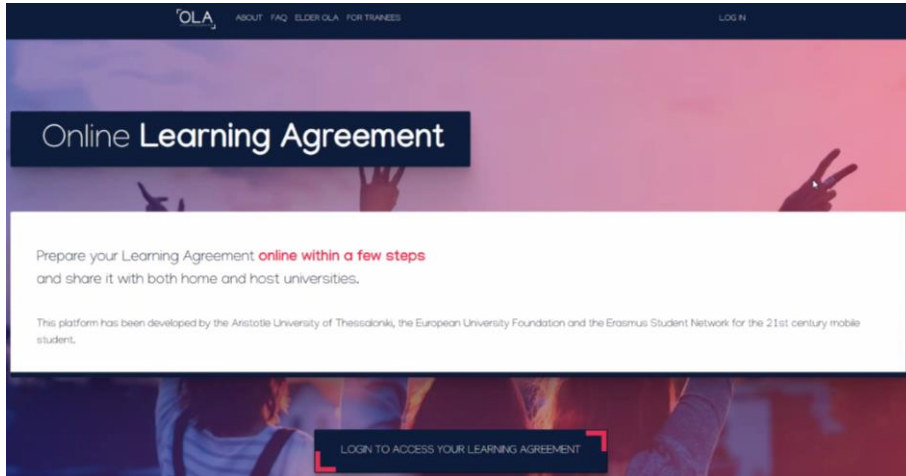 OLA ABOUT FAQ ELDER OLA FOR TRAINEES LOG IN
Online Learning Agreement
Prepare your Learning Agreement online within a few steps
and share it with both home and host universities.
This platform has been developed by the Aristotle University of Thessaloniki, the European University Foundation and the Erasmus Student Network for the 21st century mobile
student.
LOGIN TO ACCESS YOUR LEARNING AGREEMENT